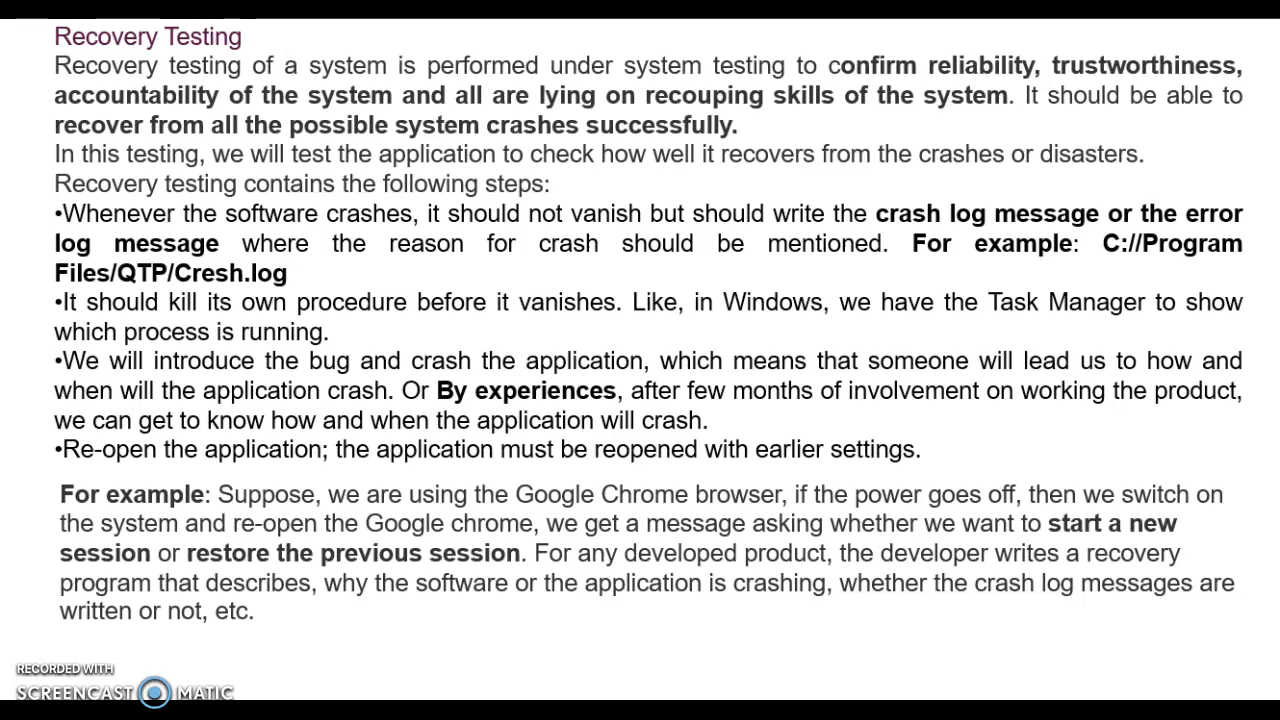 Recovery Testing
Recovery testing of a system is performed under system testing to confirm reliability, trustworthiness,
accountability of the system and all are lying on recouping skills of the system. It should be able to
recover from all the possible system crashes successfully.
In this testing, we will test the application to check how well it recovers from the crashes or disasters.
Recovery testing contains the following steps:
•Whenever the software crashes, it should not vanish but should write the crash log message or the error
log message where the reason for crash should be mentioned. For example: C://Program
Files/QTP/Cresh.log
•It should kill its own procedure before it vanishes. Like, in Windows, we have the Task Manager to show
which process is running.
•We will introduce the bug and crash the application, which means that someone will lead us to how and
when will the application crash. Or By experiences, after few months of involvement on working the product,
we can get to know how and when the application will crash.
•Re-open the application; the application must be reopened with earlier settings.
For example: Suppose, we are using the Google Chrome browser, if the power goes off, then we switch on
the system and re-open the Google chrome, we get a message asking whether we want to start a new
session or restore the previous session. For any developed product, the developer writes a recovery
program that describes, why the software or the application is crashing, whether the crash log messages are
written or not, etc.
RECORDED WITH
SCREENCAST MATIC